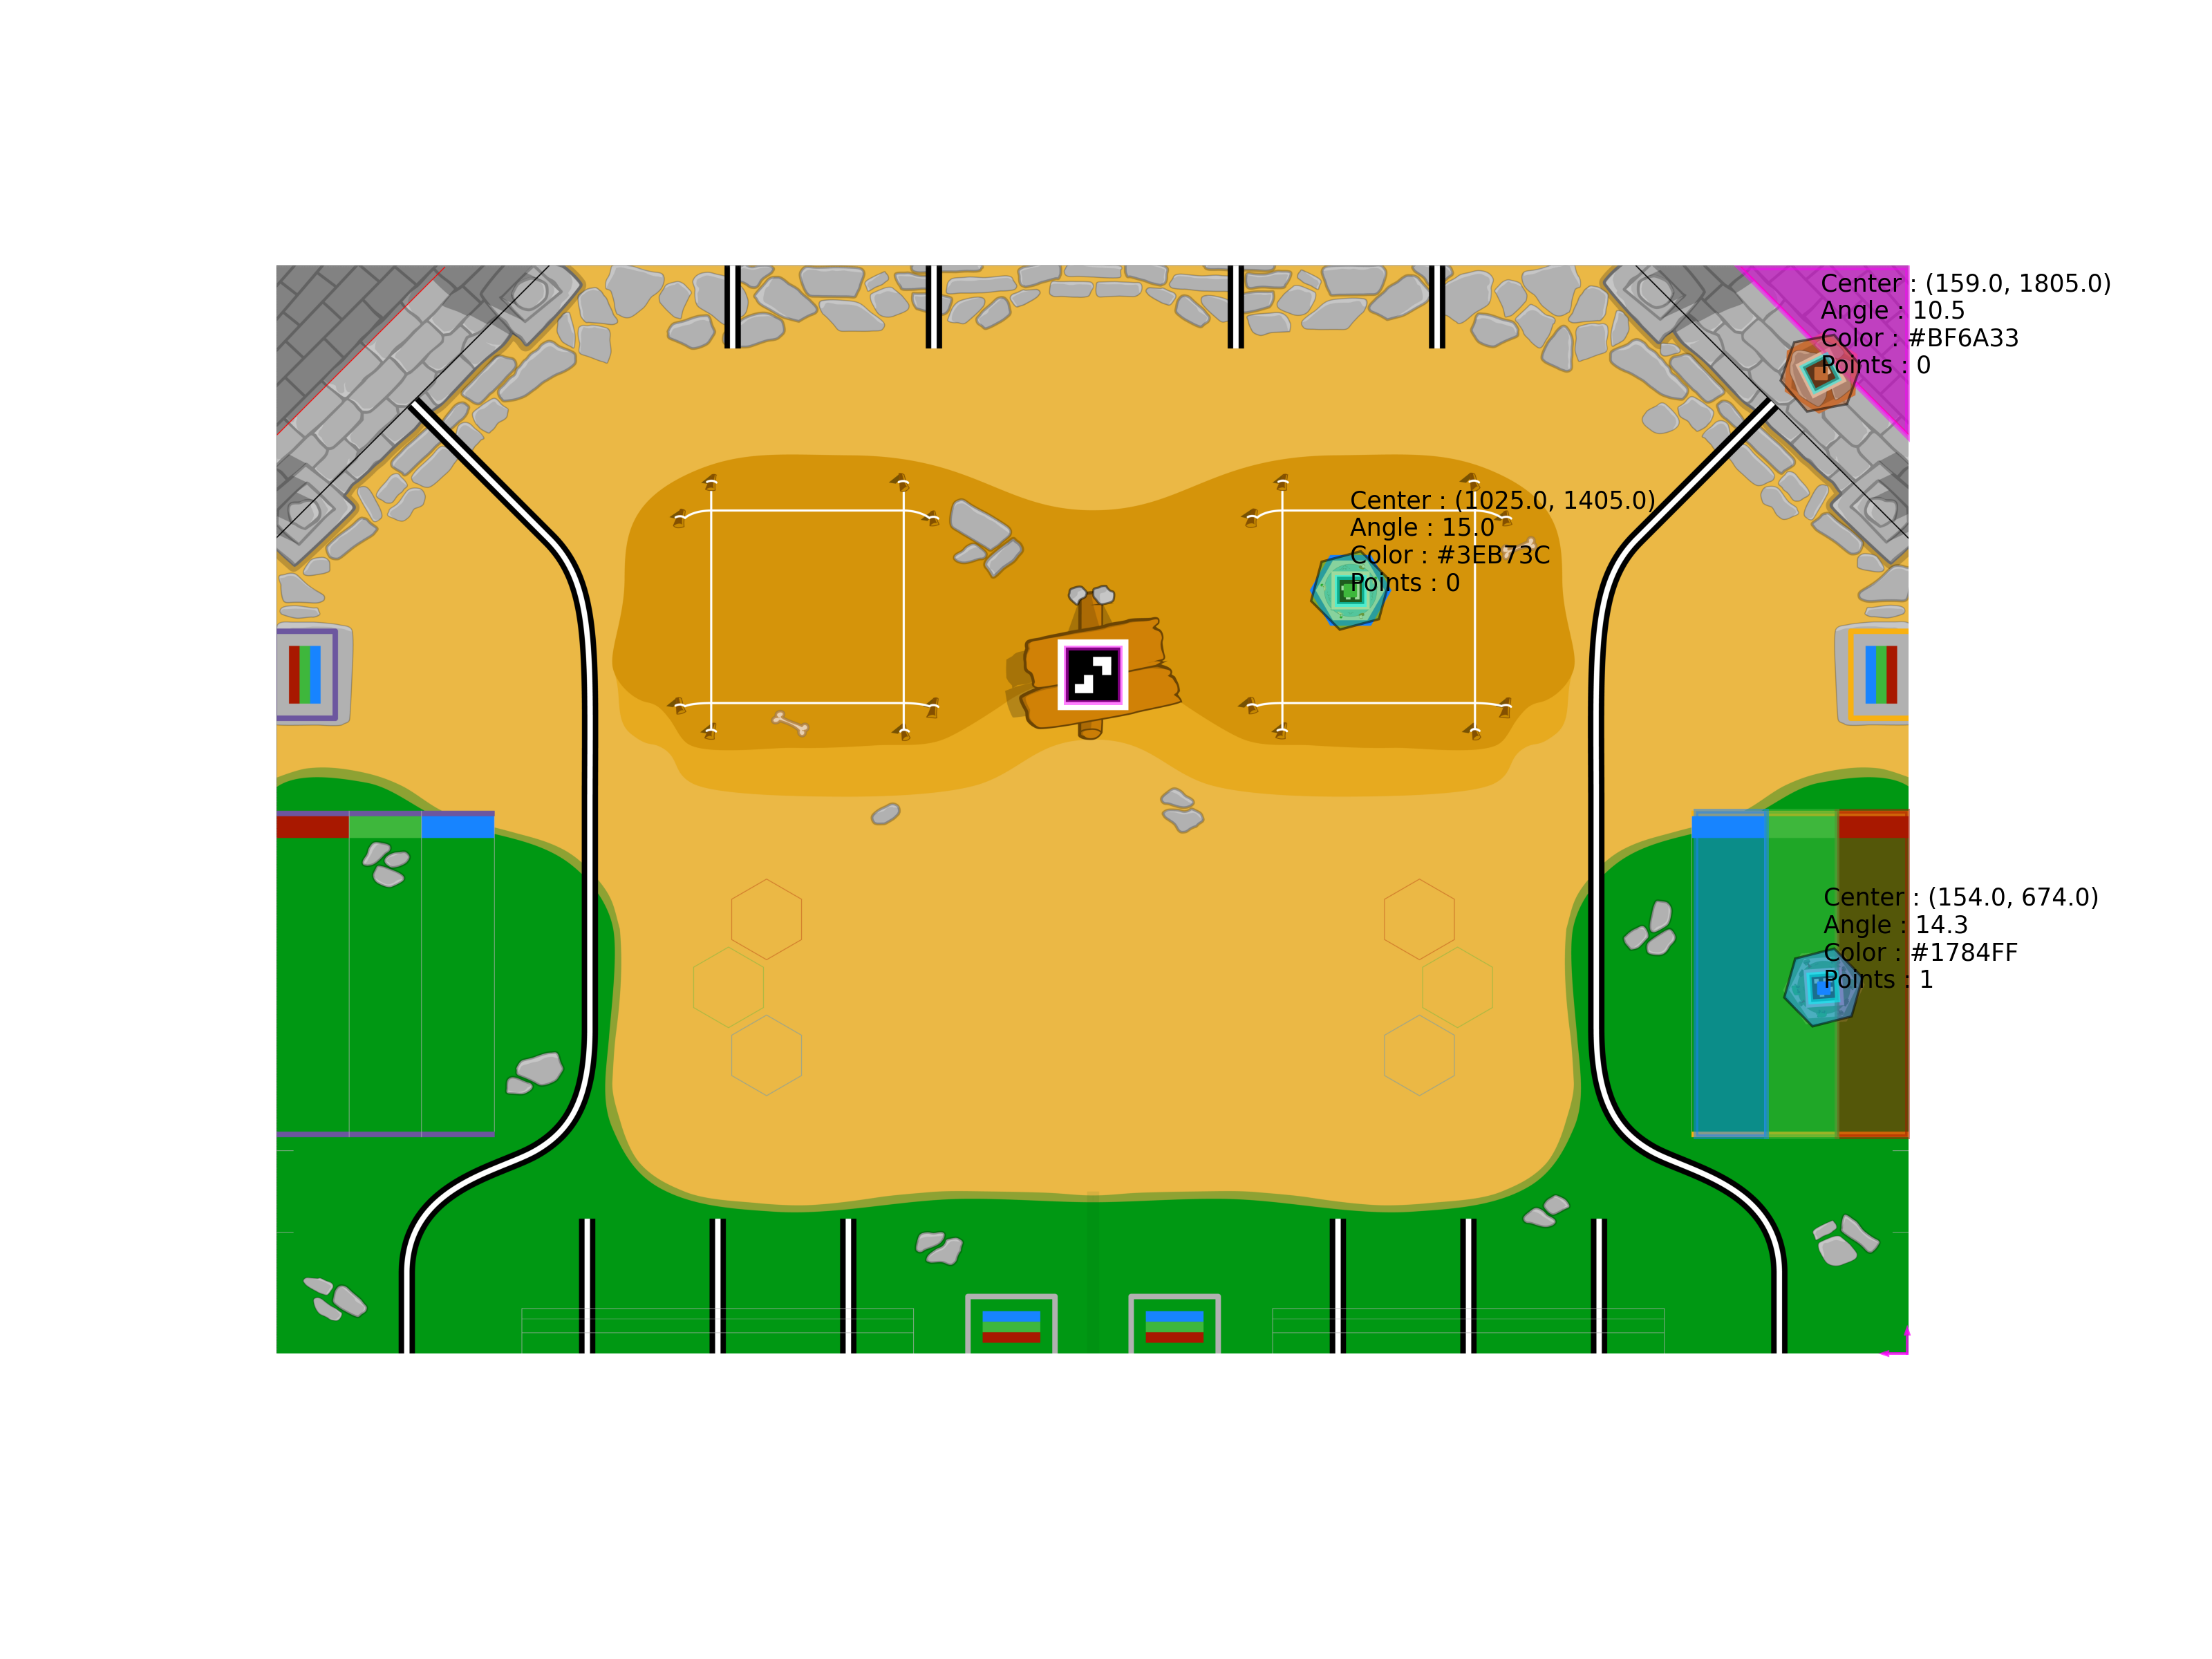 Center : (159.0, 1805.0)
Angle : 10.5
Color : #BF6A33
Points : 0
Center : (1025.0, 1405.0)
Angle : 15.0
Color : #3EB73C
Points : 0
Center : (154.0, 674.0)
Angle : 14.3
Color : #1784FF
Points : 1